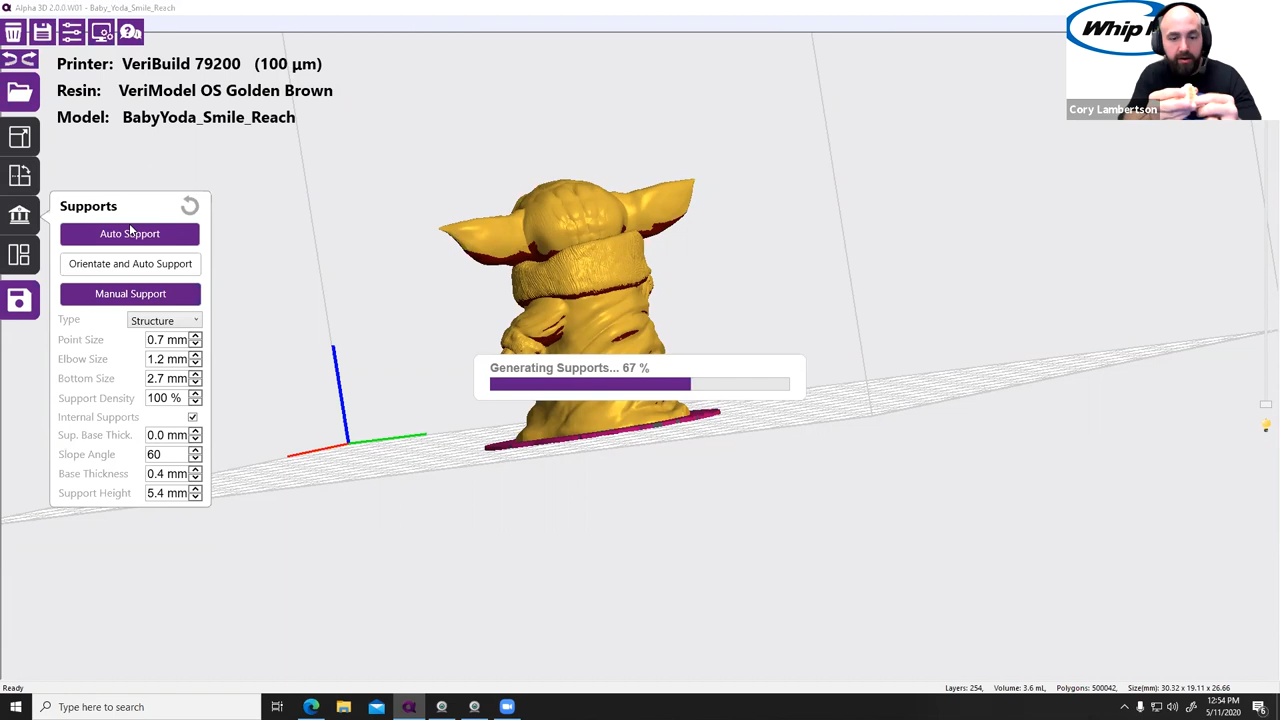 Alpha 3D 2.0.0.W01 - Baby_Yoda_Smile_Reach
Printer: VeriBuild 79200 (100 µm)
Resin: VeriModel OS Golden Brown
Model: BabyYoda_Smile_Reach
Whip
Cory Lambertson
Supports
Auto Support
Orientate and Auto Support
Manual Support
Type Structure
Point Size 0.7 mm
Elbow Size 1.2 mm
Bottom Size 2.7 mm
Support Density 100 %
Internal Supports
Sup. Base Thick. 0.0 mm
Slope Angle 60
Base Thickness 0.4 mm
Support Height 5.4 mm
Generating Supports... 67 %
Ready
Layers: 254, Volume: 3.6 mL, Polygons: 500042, Size(mm): 30.32 x 19.11 x 26.66
Type here to search
12:54 PM
5/11/2020
6